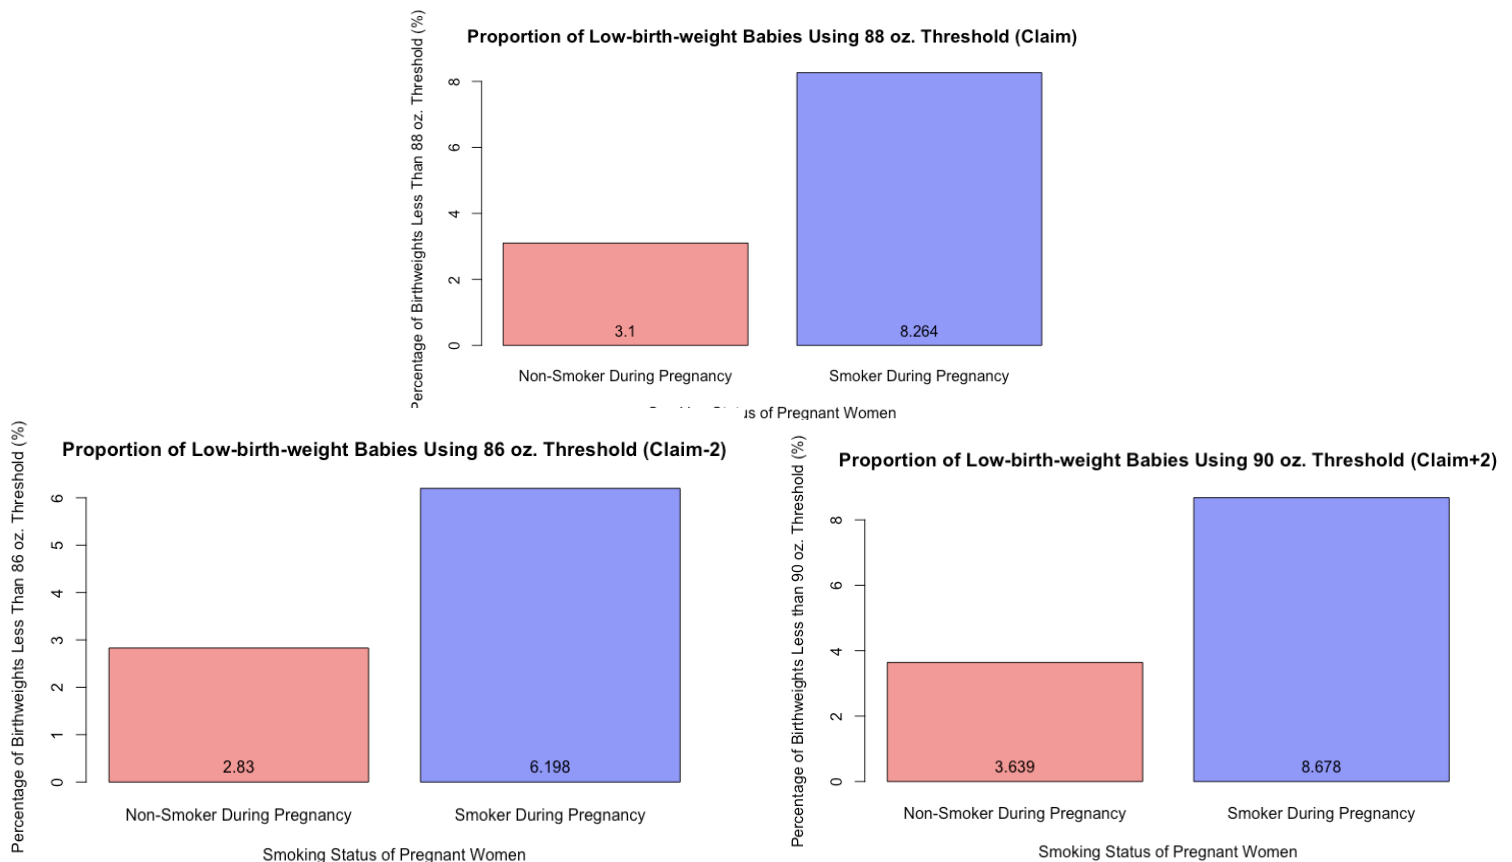 Proportion of Low-birth-weight Babies Using 88 oz. Threshold (Claim)
Percentage of Birthweights Less Than 88 oz. Threshold (%)
8
6
4
2
0
3.1
8.264
Non-Smoker During Pregnancy
Smoker During Pregnancy
Status of Pregnant Women
Proportion of Low-birth-weight Babies Using 86 oz. Threshold (Claim-2)
Percentage of Birthweights Less Than 86 oz. Threshold (%)
6
5
4
3
2
1
0
2.83
6.198
Non-Smoker During Pregnancy
Smoker During Pregnancy
Smoking Status of Pregnant Women
Proportion of Low-birth-weight Babies Using 90 oz. Threshold (Claim+2)
Percentage of Birthweights Less than 90 oz. Threshold (%)
8
6
4
2
0
3.639
8.678
Non-Smoker During Pregnancy
Smoker During Pregnancy
Smoking Status of Pregnant Women